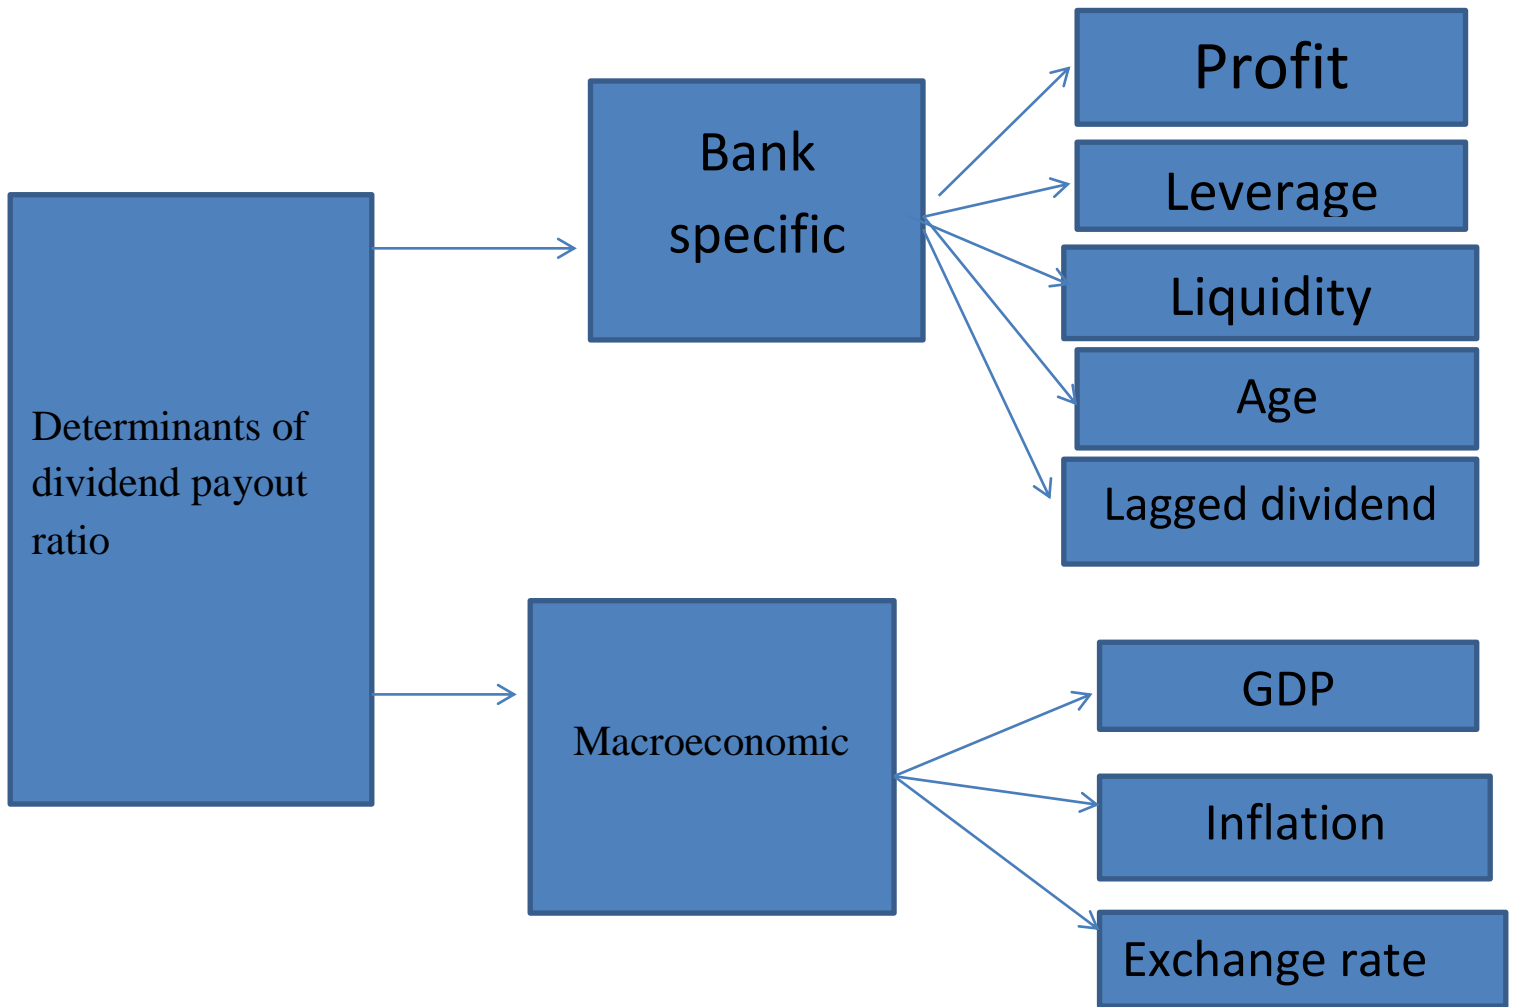 Determinants of
dividend payout
ratio
Bank
specific
Profit
Leverage
Liquidity
Age
Lagged dividend
Macroeconomic
GDP
Inflation
Exchange rate